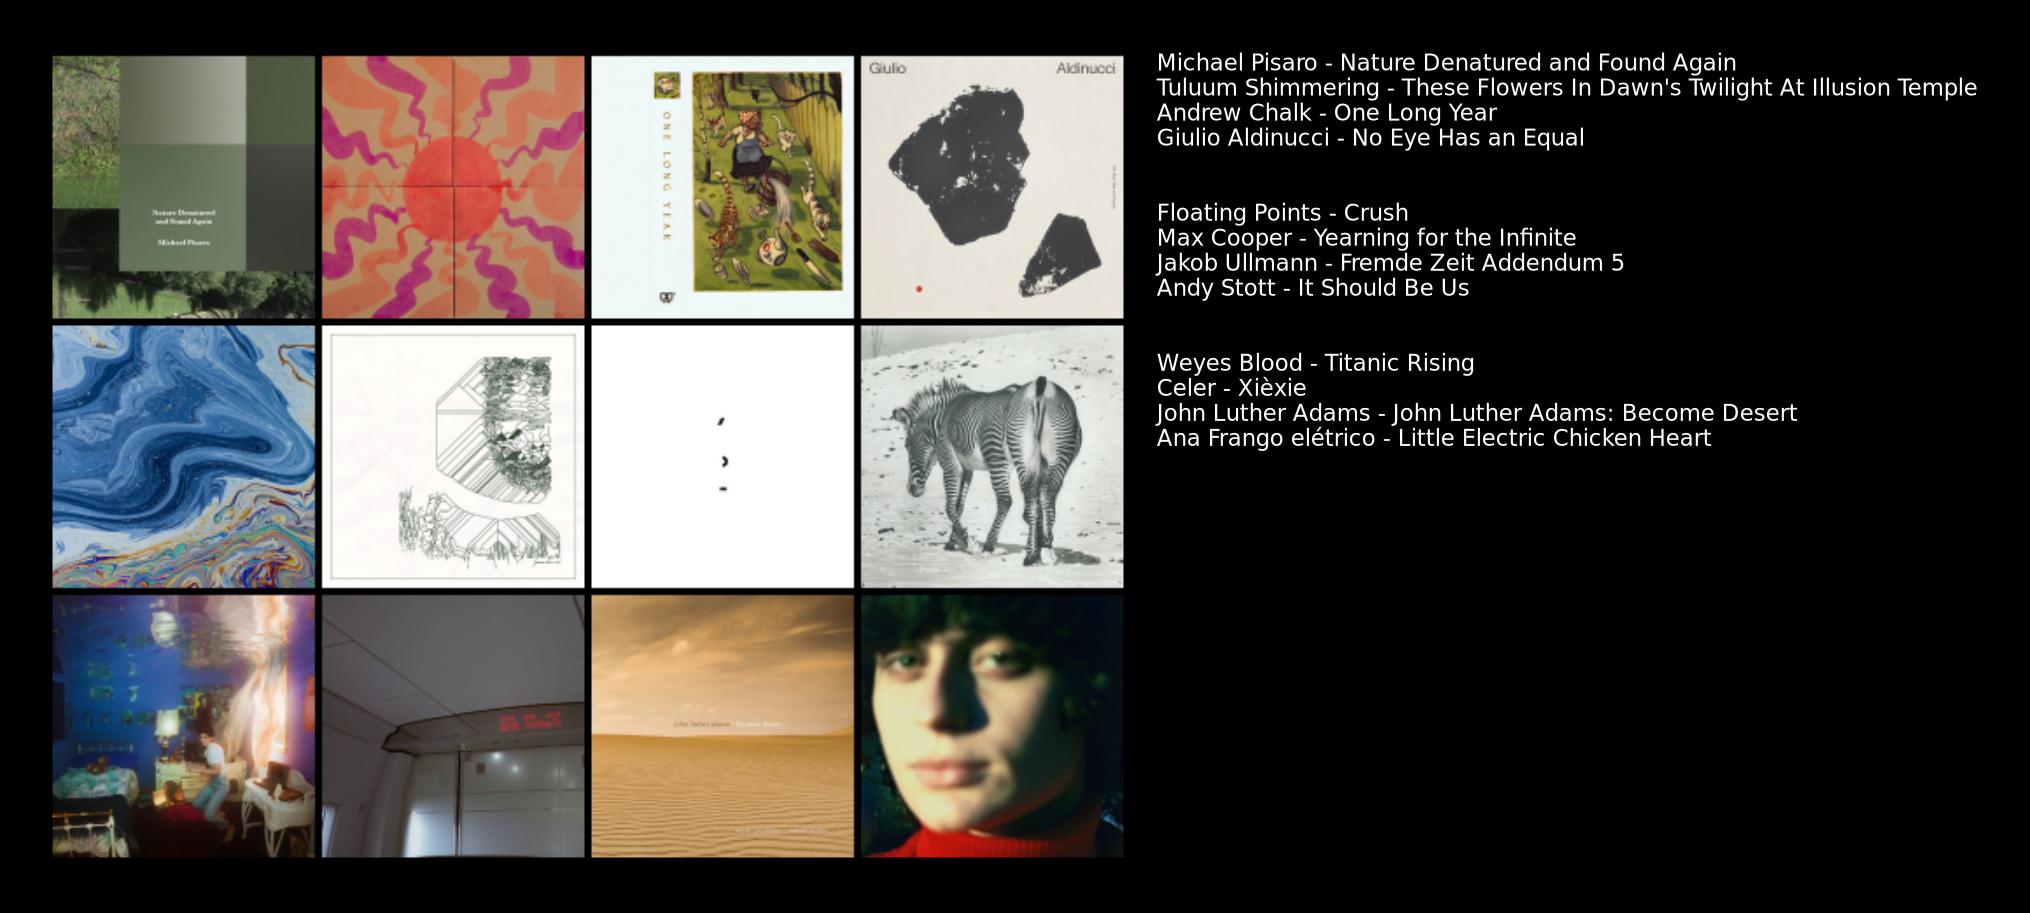 Nature Denatured
and Found Again
Michael Pisaro
ONE LONG YEAR
Giulio
Aldinucci
john luther adams
become desert
Michael Pisaro - Nature Denatured and Found Again
Tuluum Shimmering - These Flowers In Dawn's Twilight At Illusion Temple
Andrew Chalk - One Long Year
Giulio Aldinucci - No Eye Has an Equal
Floating Points - Crush
Max Cooper - Yearning for the Infinite
Jakob Ullmann - Fremde Zeit Addendum 5
Andy Stott - It Should Be Us
Weyes Blood - Titanic Rising
Celer - Xièxie
John Luther Adams - John Luther Adams: Become Desert
Ana Frango elétrico - Little Electric Chicken Heart